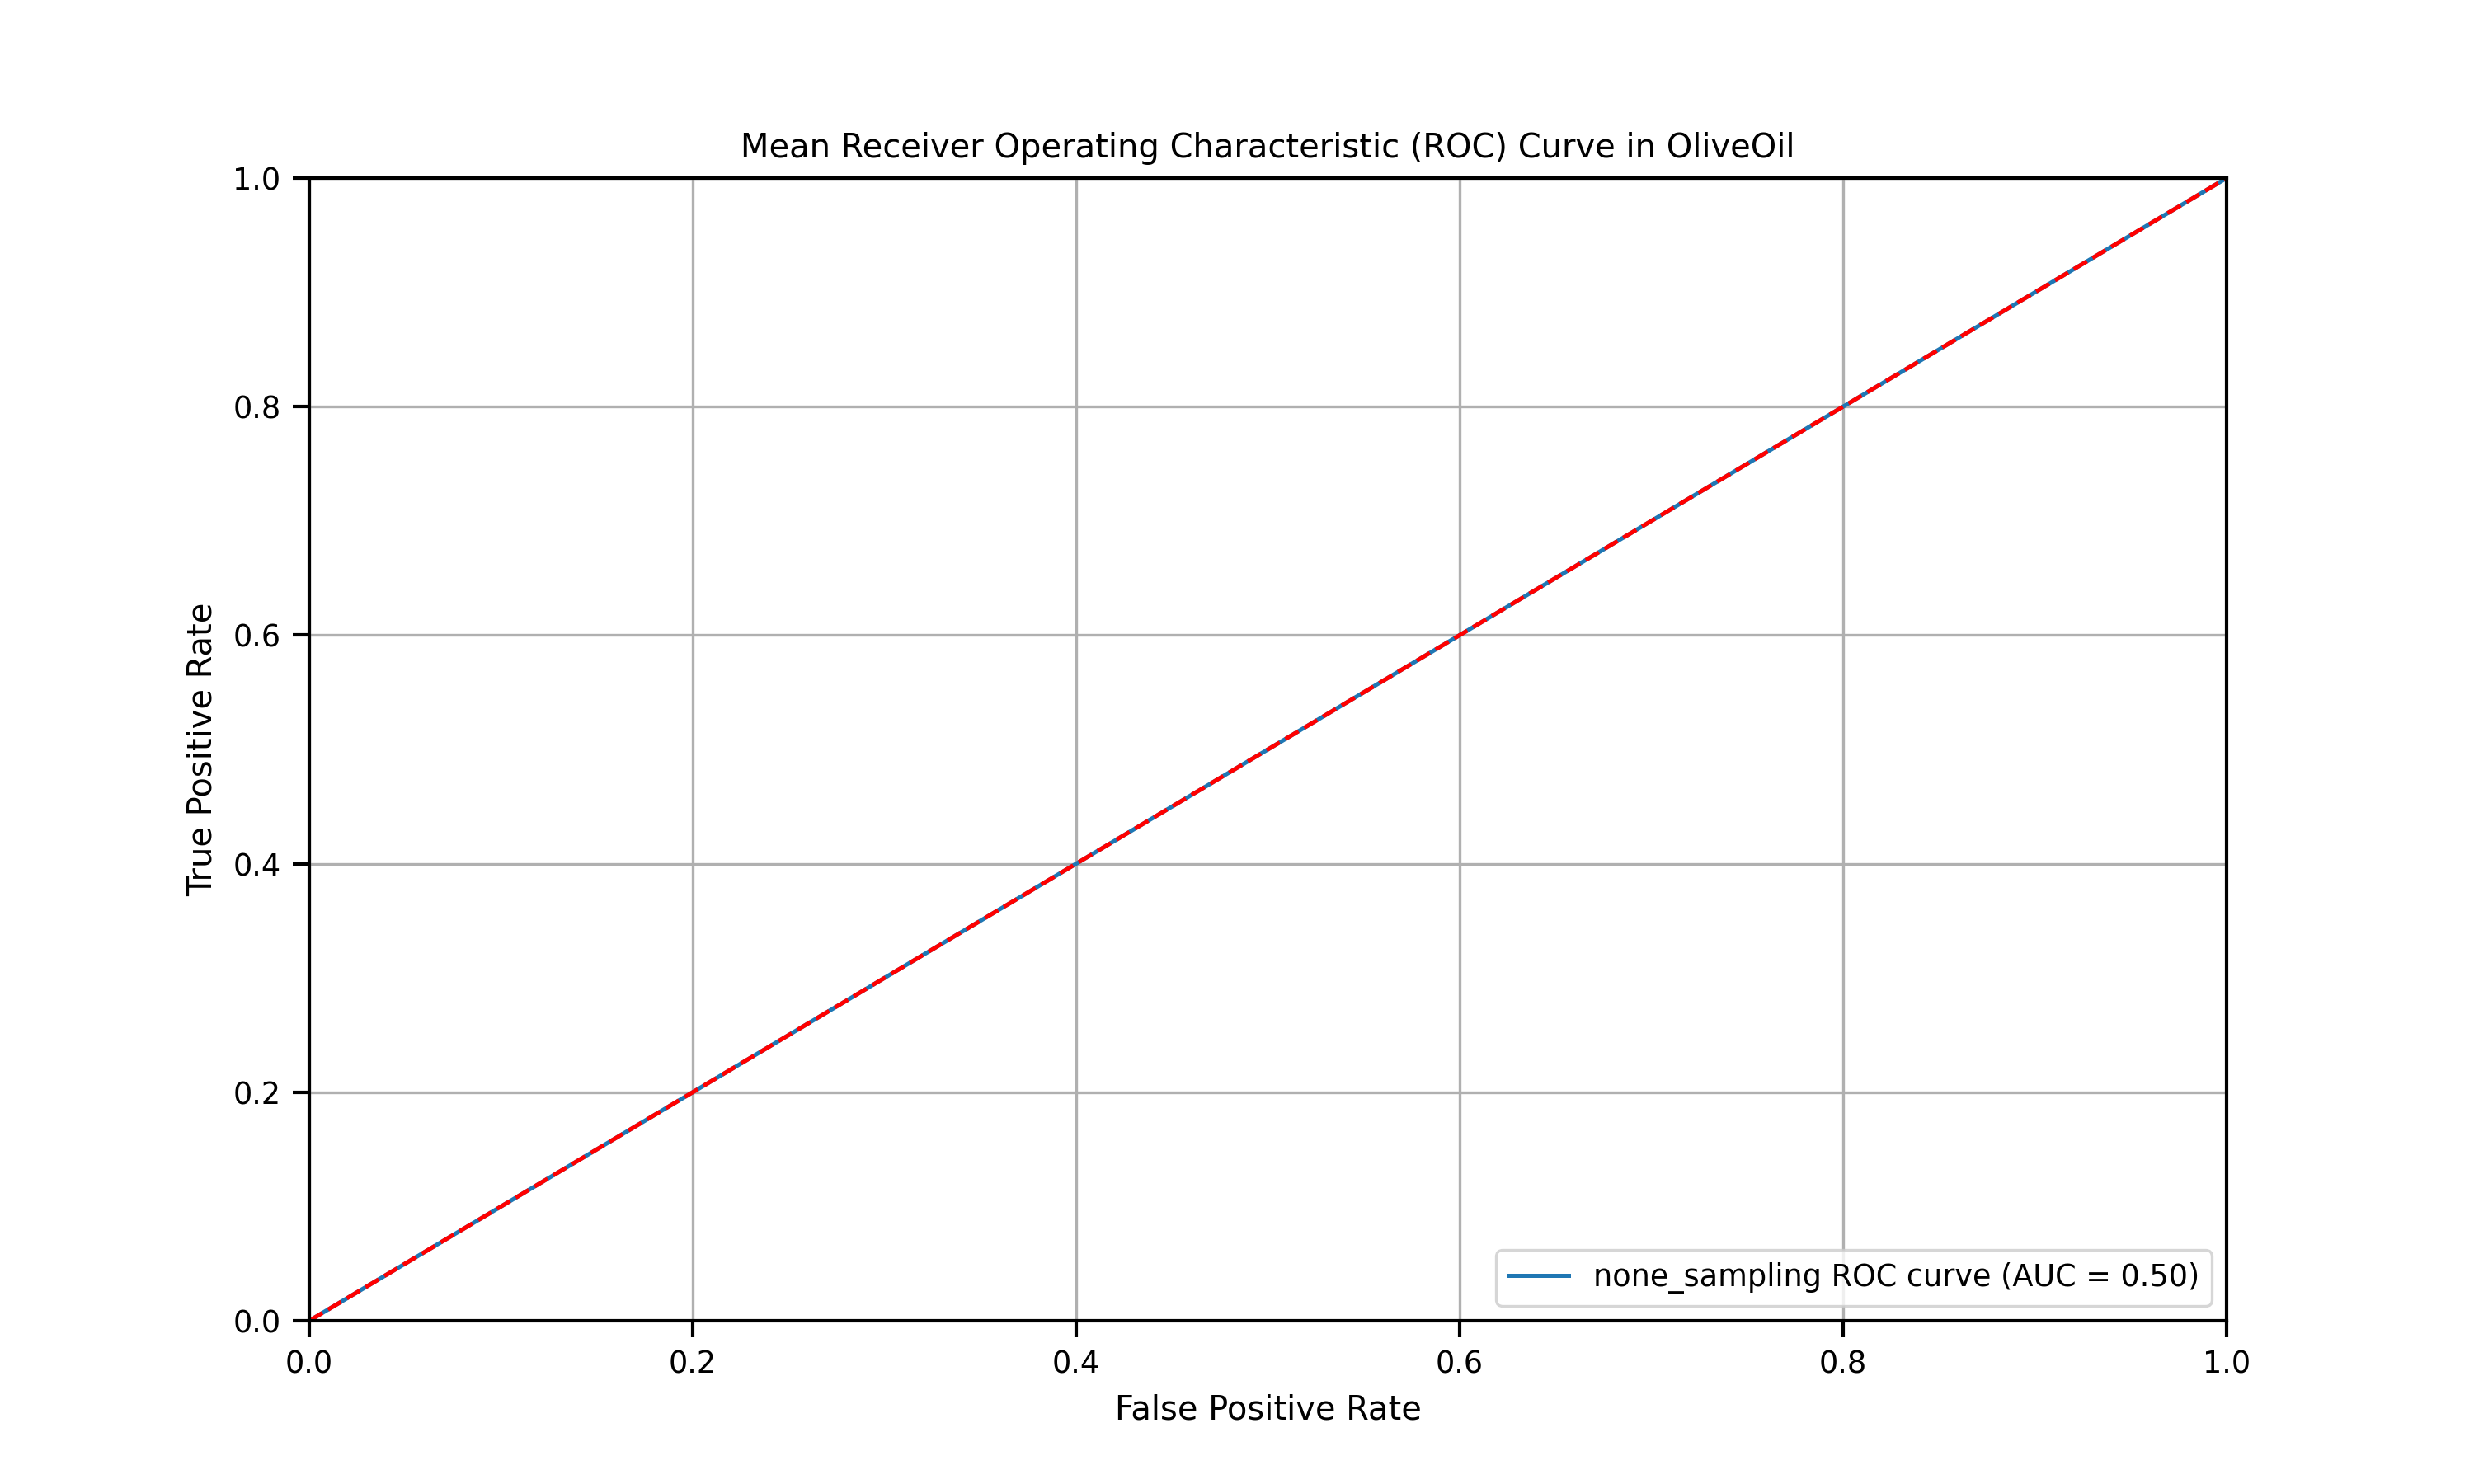 Mean Receiver Operating Characteristic (ROC) Curve in OliveOil
1.0
0.8
0.6
0.4
0.2
0.0
True Positive Rate
none_sampling ROC curve (AUC = 0.50)
0.0 0.2 0.4 0.6 0.8 1.0
False Positive Rate